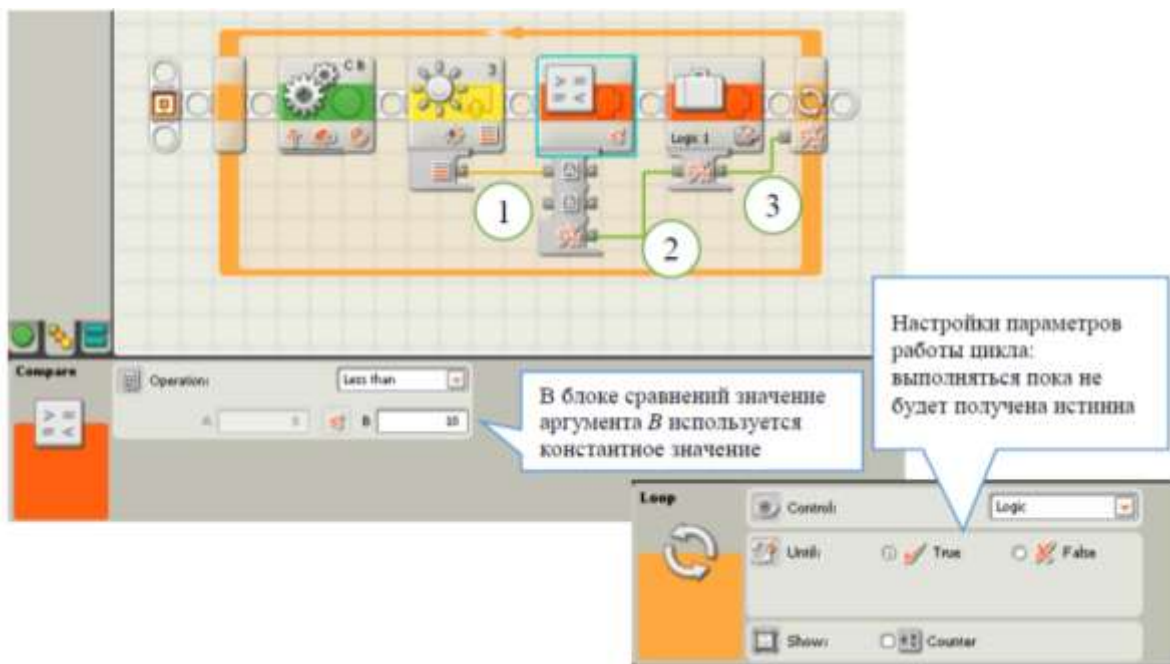 C B
3
Logic 1
1
2
3
Compare
Operation:
Less than
A:
B
10
В блоке сравнений значение
аргумента B используется
константное значение
Настройки параметров
работы цикла:
выполняться пока не
будет получена истинна
Loop
Control:
Logic
Until:
True
False
Show:
Counter